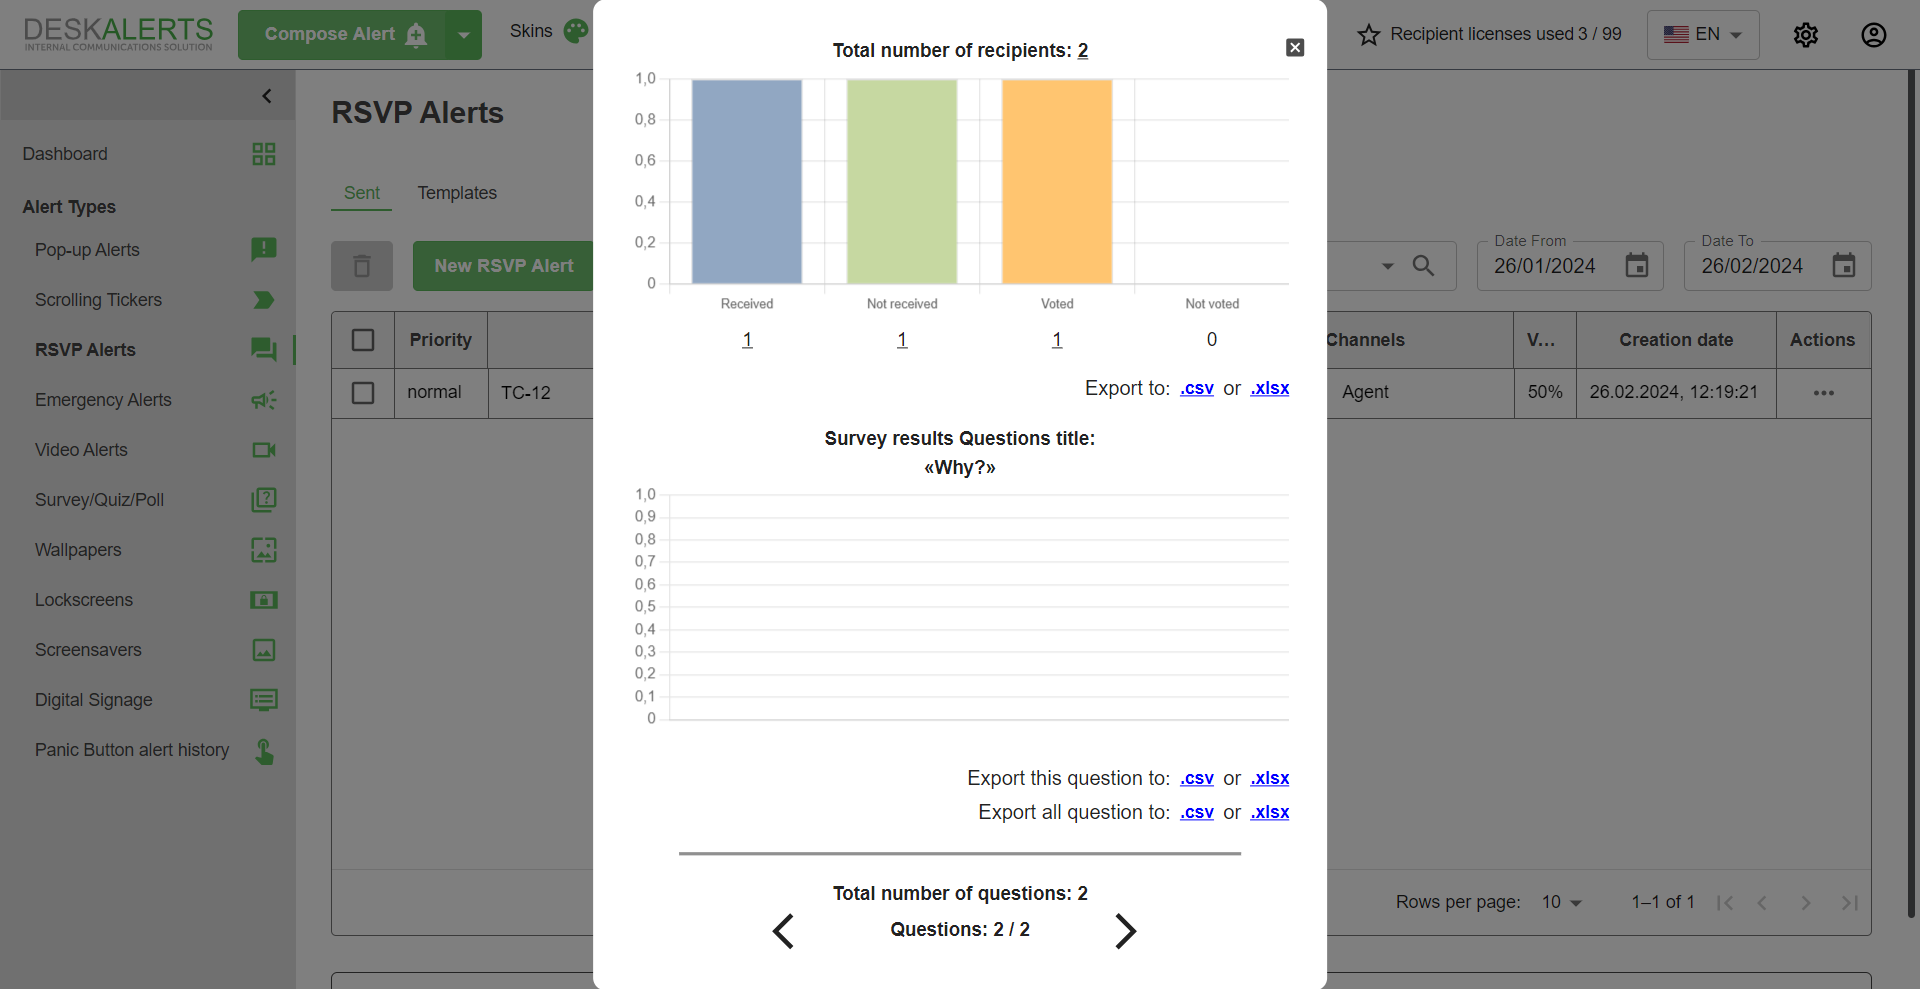 DESKALERTS
INTERNAL COMMUNICATIONS SOLUTION
Compose Alert
Skins
Recipient licenses used 3 / 99
EN
Dashboard
Alert Types
Pop-up Alerts
Scrolling Tickers
RSVP Alerts
Emergency Alerts
Video Alerts
Survey/Quiz/Poll
Wallpapers
Lockscreens
Screensavers
Digital Signage
Panic Button alert history
RSVP Alerts
Sent
Templates
New RSVP Alert
Date From
26/01/2024
Date To
26/02/2024
Priority
Channels
V...
Creation date
Actions
normal
TC-12
Agent
50%
26.02.2024, 12:19:21
Rows per page:
10
1–1 of 1
Total number of recipients: 2
1,0
0,8
0,6
0,4
0,2
0
Received
Not received
Voted
Not voted
1
1
1
0
Export to: .csv or .xlsx
Survey results Questions title:
«Why?»
1,0
0,9
0,8
0,7
0,6
0,5
0,4
0,3
0,2
0,1
0
Export this question to: .csv or .xlsx
Export all question to: .csv or .xlsx
Total number of questions: 2
Questions: 2 / 2